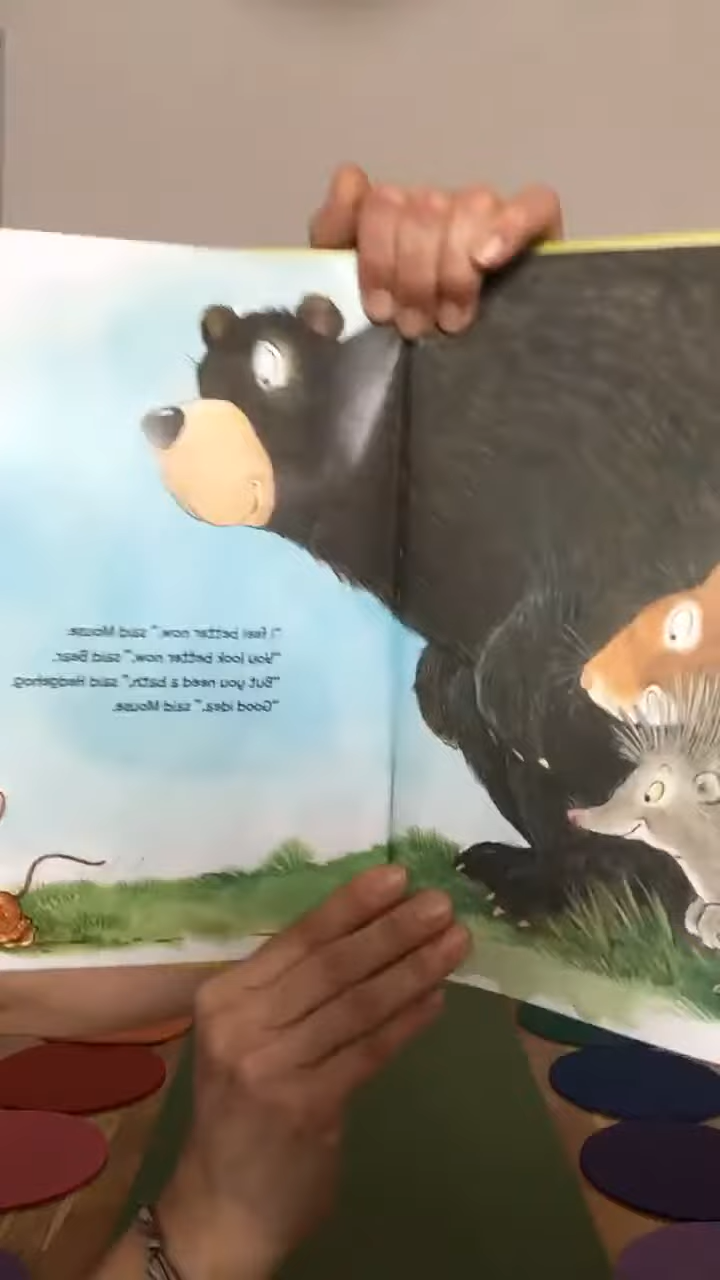 "I feel better now," said Mouse.
"You look better now," said Bear.
"But you need a bath," said Hedgehog.
"Good idea," said Mouse.